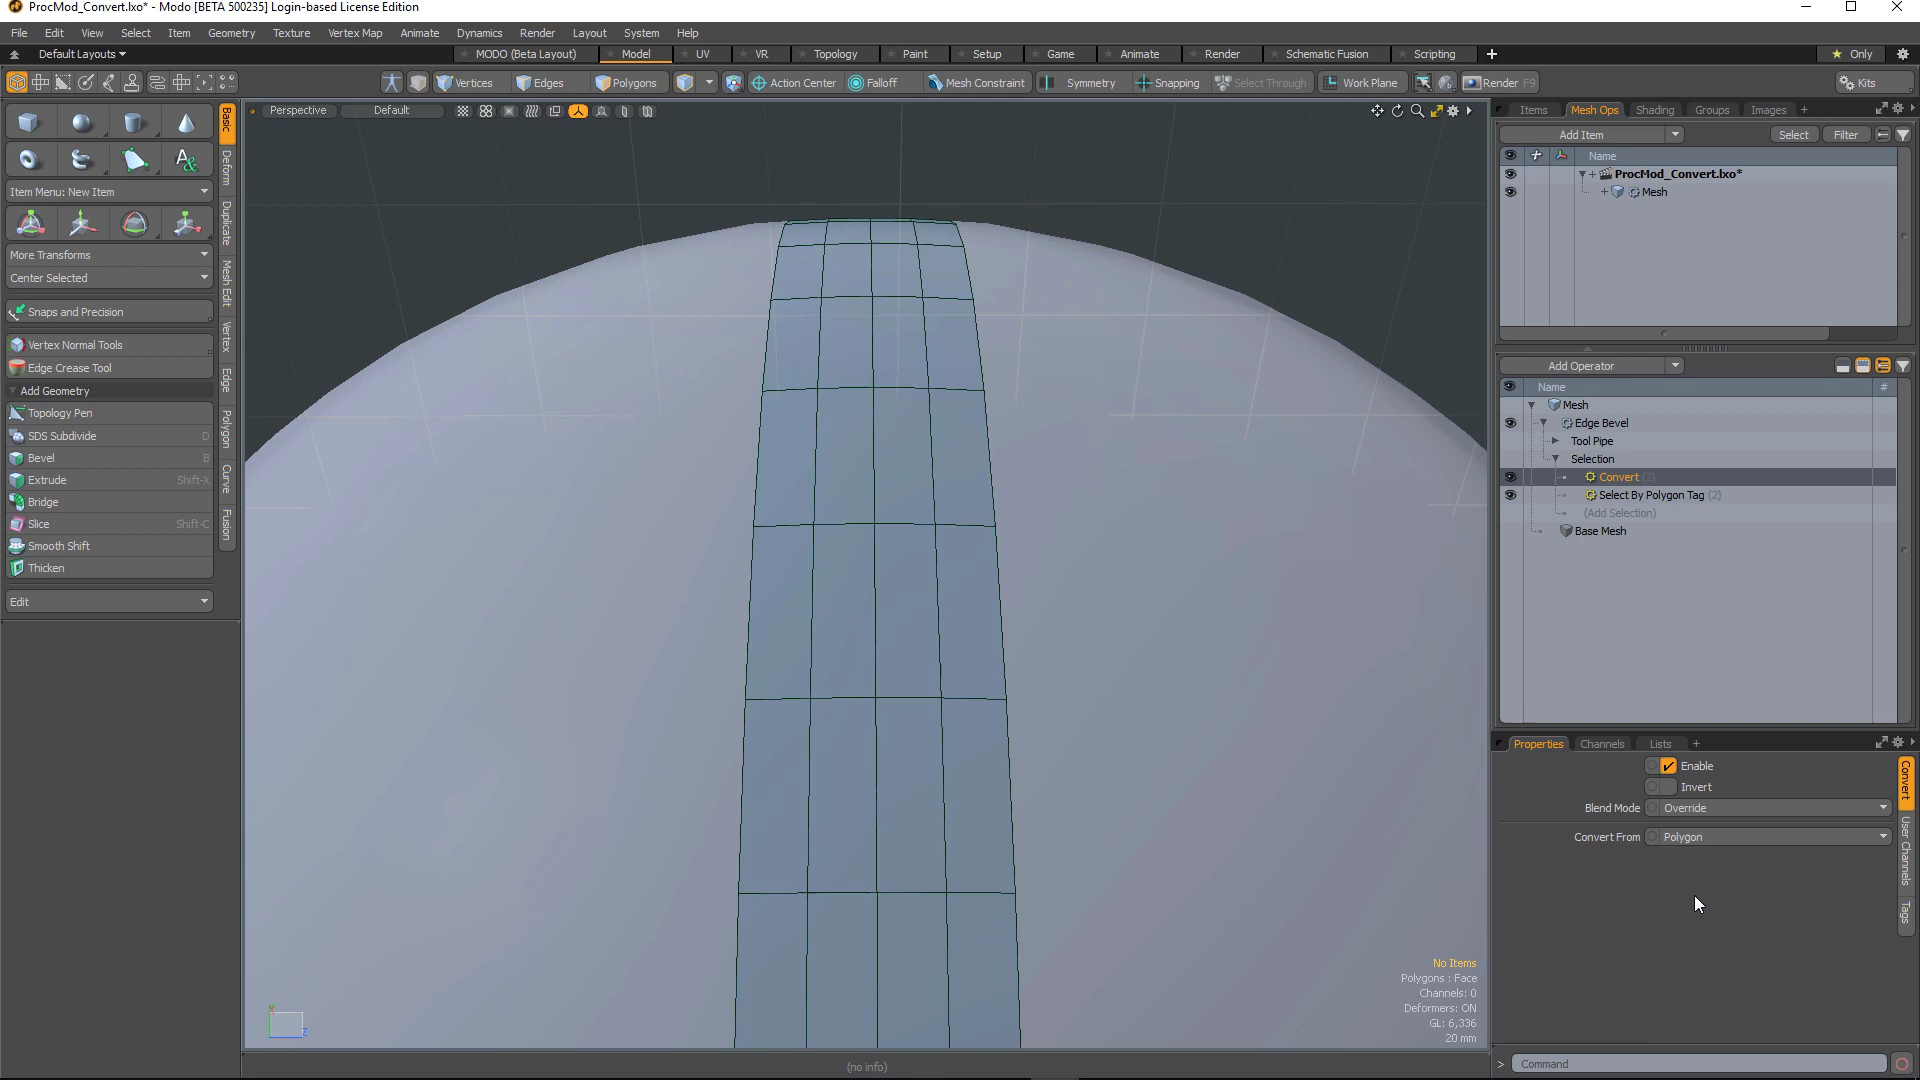 ProcMod_Convert.lxo* - Modo [BETA 500235] Login-based License Edition
File Edit View Select Item Geometry Texture Vertex Map Animate Dynamics Render Layout System Help
Default Layouts MODO (Beta Layout) Model UV VR Topology Paint Setup Game Animate Render Schematic Fusion Scripting Only
Vertices Edges Polygons Action Center Falloff Mesh Constraint Symmetry Snapping Select Through Work Plane Render F9 Kits
Perspective Default
Items Mesh Ops Shading Groups Images +
Add Item Select Filter
Name
ProcMod_Convert.lxo*
Mesh
Add Operator
Name #
Mesh
Edge Bevel
Tool Pipe
Selection
Convert (2)
Select By Polygon Tag (2)
(Add Selection)
Base Mesh
Properties Channels Lists +
Enable
Invert
Blend Mode Override
Convert From Polygon
Convert
User Channels
Tags
Item Menu: New Item
More Transforms
Center Selected
Snaps and Precision
Vertex Normal Tools
Edge Crease Tool
Add Geometry
Topology Pen
SDS Subdivide D
Bevel B
Extrude Shift-X
Bridge
Slice Shift-C
Smooth Shift
Thicken
Edit
Basic
Deform
Duplicate
Mesh Edit
Vertex
Edge
Polygon
Curve
Fusion
No Items
Polygons : Face
Channels: 0
Deformers: ON
GL: 6,336
20 mm
Y
Z
(no info)
> Command